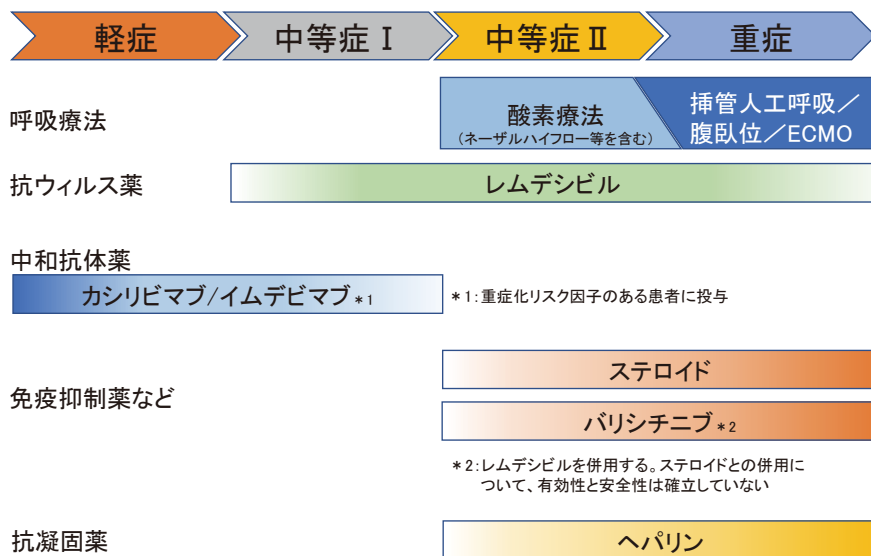 軽症
中等症 Ⅰ
中等症 Ⅱ
重症
呼吸療法
酸素療法
(ネーザルハイフロー等を含む)
挿管人工呼吸／
腹臥位／ECMO
抗ウィルス薬
レムデシビル
中和抗体薬
カシリビマブ/イムデビマブ＊1
＊1：重症化リスク因子のある患者に投与
免疫抑制薬など
ステロイド
バリシチニブ＊2
＊2：レムデシビルを併用する。ステロイドとの併用に
ついて、有効性と安全性は確立していない
抗凝固薬
ヘパリン